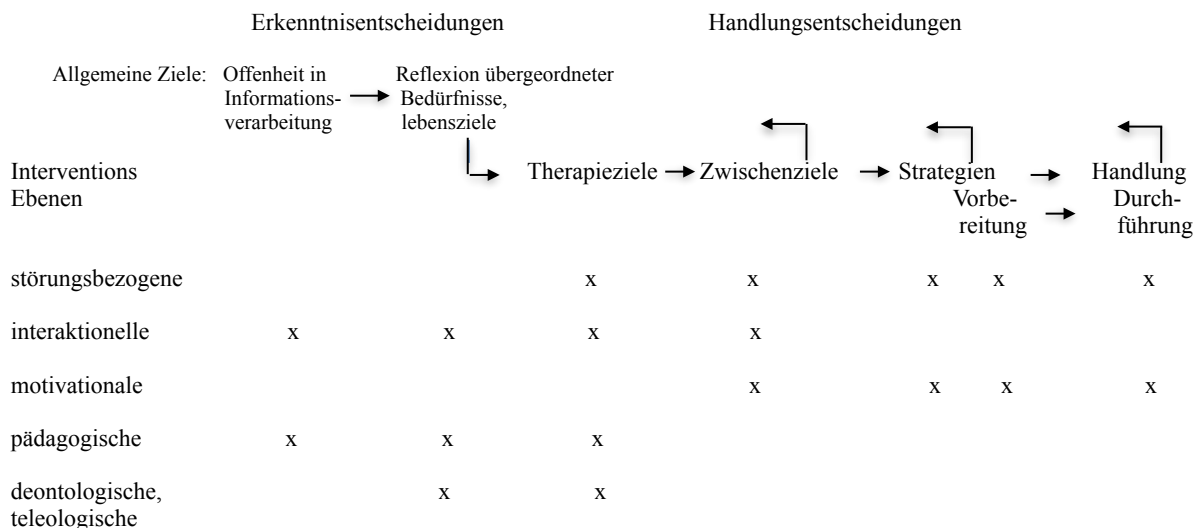 Erkenntnisentscheidungen Handlungsentscheidungen
Allgemeine Ziele: Offenheit in Reflexion übergeordneter
Informations- Bedürfnisse,
verarbeitung lebensziele
Interventions Therapieziele Zwischenziele Strategien Handlung
Ebenen Vorbe- Durch-
reitung führung
störungsbezogene x x x x x
interaktionelle x x x x
motivationale x x x x
pädagogische x x x
deontologische, x x
teleologische